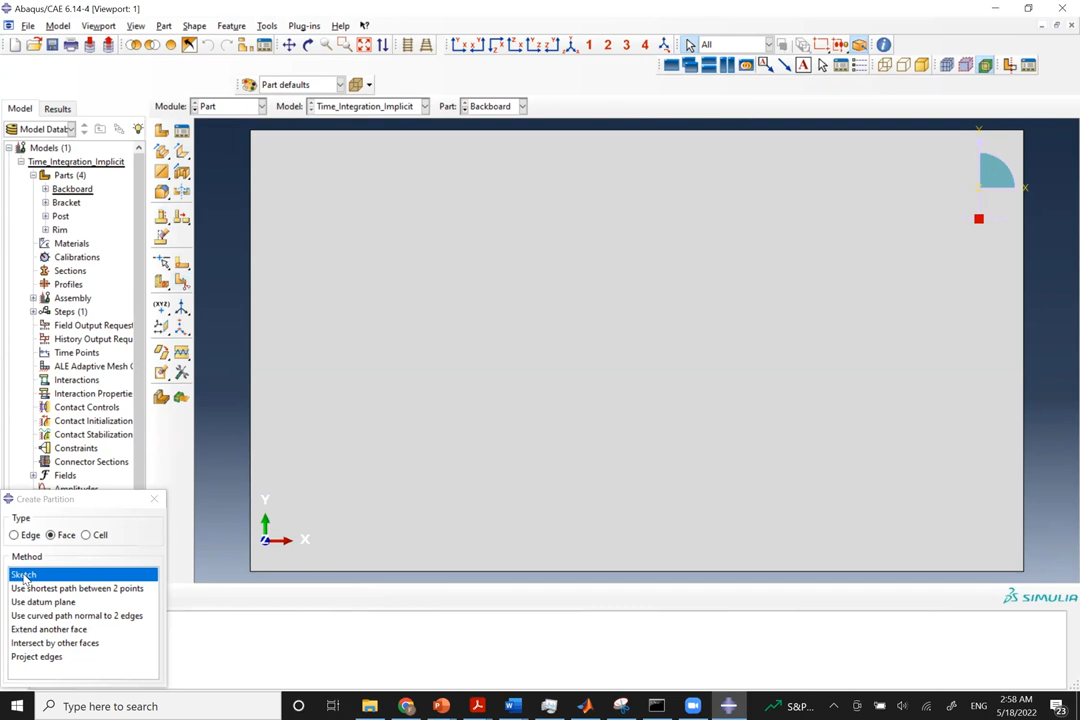 Abaqus/CAE 6.14-4 [Viewport: 1]
File Model Viewport View Part Shape Feature Tools Plug-ins Help
1 2 3 4 All
Part defaults
Model Results
Module: Part Model: Time_Integration_Implicit Part: Backboard
Model Datab
Models (1)
Time_Integration_Implicit
Parts (4)
Backboard
Bracket
Post
Rim
Materials
Calibrations
Sections
Profiles
Assembly
Steps (1)
Field Output Request
History Output Requ
Time Points
ALE Adaptive Mesh C
Interactions
Interaction Propertie
Contact Controls
Contact Initialization
Contact Stabilization
Constraints
Connector Sections
Fields
Create Partition
Type
Edge Face Cell
Method
Sketch
Use shortest path between 2 points
Use datum plane
Use curved path normal to 2 edges
Extend another face
Intersect by other faces
Project edges
X
X
Y
X
SIMULIA
Type here to search
S&P...
ENG
2:58 AM
5/18/2022
23